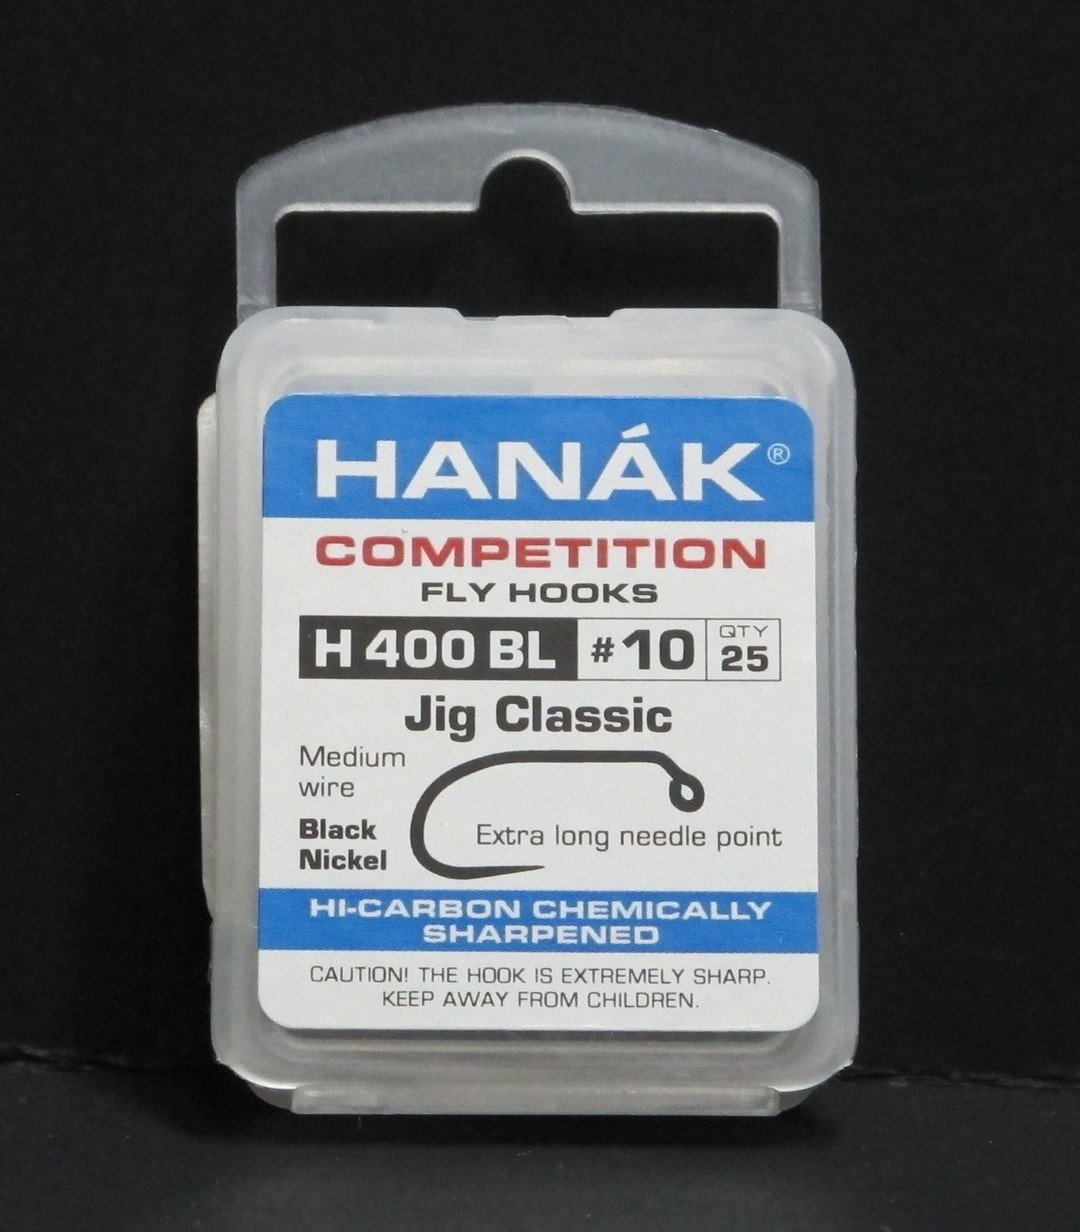 HANÁK®
COMPETITION
FLY HOOKS
H 400 BL #10 QTY 25
Jig Classic
Medium
wire
Black
Nickel
Extra long needle point
HI-CARBON CHEMICALLY
SHARPENED
CAUTION! THE HOOK IS EXTREMELY SHARP.
KEEP AWAY FROM CHILDREN.